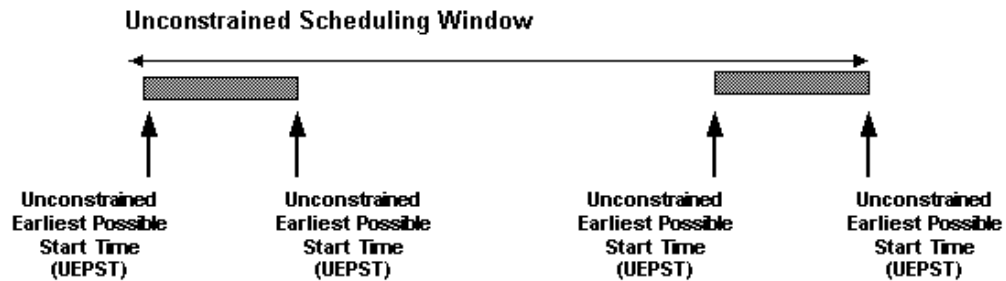 Unconstrained Scheduling Window
Unconstrained
Earliest Possible
Start Time
(UEPST)
Unconstrained
Earliest Possible
Start Time
(UEPST)
Unconstrained
Earliest Possible
Start Time
(UEPST)
Unconstrained
Earliest Possible
Start Time
(UEPST)